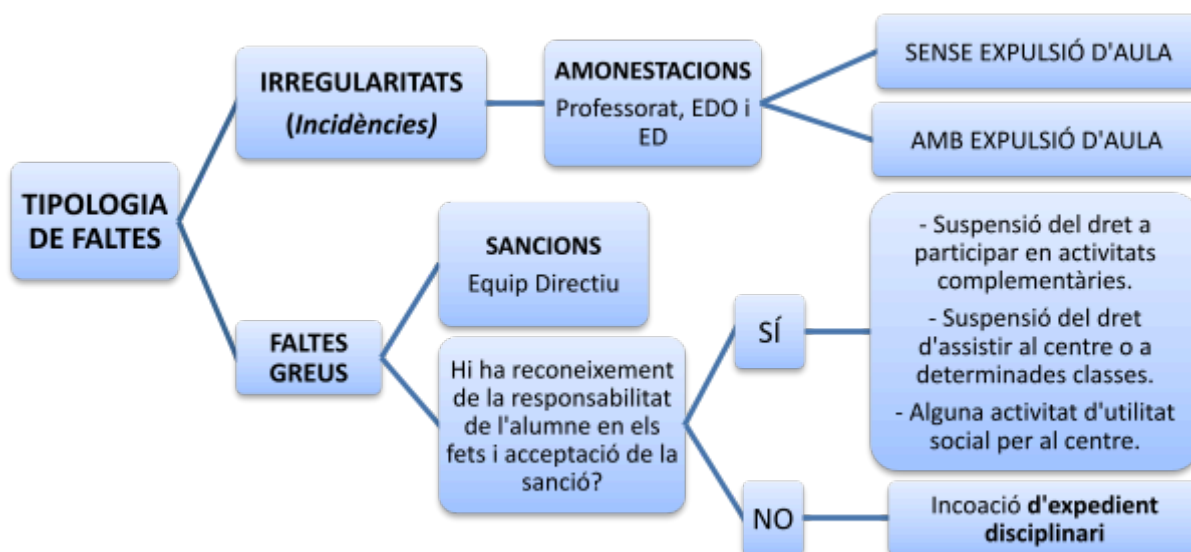 TIPOLOGIA
DE FALTES
IRREGULARITATS
(Incidències)
AMONESTACIONS
Professorat, EDO i
ED
SENSE EXPULSIÓ D'AULA
AMB EXPULSIÓ D'AULA
FALTES
GREUS
SANCIONS
Equip Directiu
Hi ha reconeixement
de la responsabilitat
de l'alumne en els
fets i acceptació de la
sanció?
SÍ
- Suspensió del dret a
participar en activitats
complementàries.
- Suspensió del dret
d'assistir al centre o a
determinades classes.
- Alguna activitat d'utilitat
social per al centre.
NO
Incoació d'expedient
disciplinari